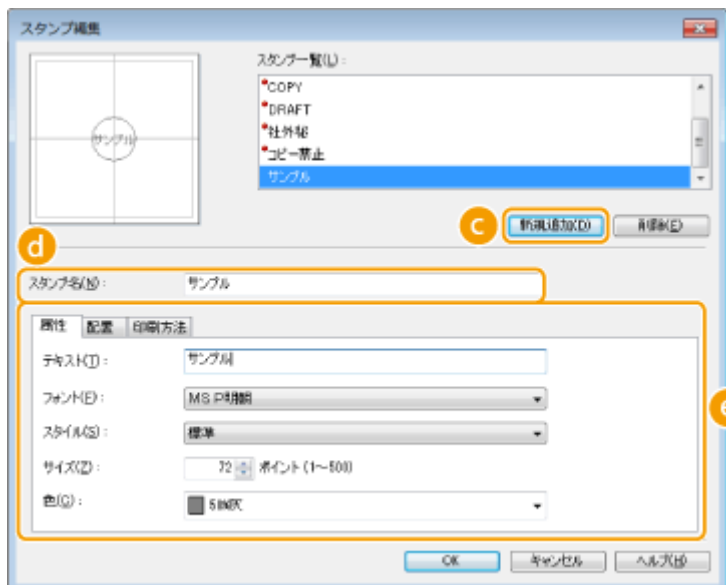 スタンプ編集
スタンプ一覧(L):
COPY
DRAFT
社外秘
コピー禁止
サンプル
サンプル
c
新規追加(D)
削除(E)
d
スタンプ名(N):
サンプル
属性
配置
印刷方法
テキスト(T):
サンプル
フォント(F):
MS P明朝
スタイル(S):
標準
サイズ(Z):
72
ポイント (1～500)
色(C):
50%灰
e
OK
キャンセル
ヘルプ(H)